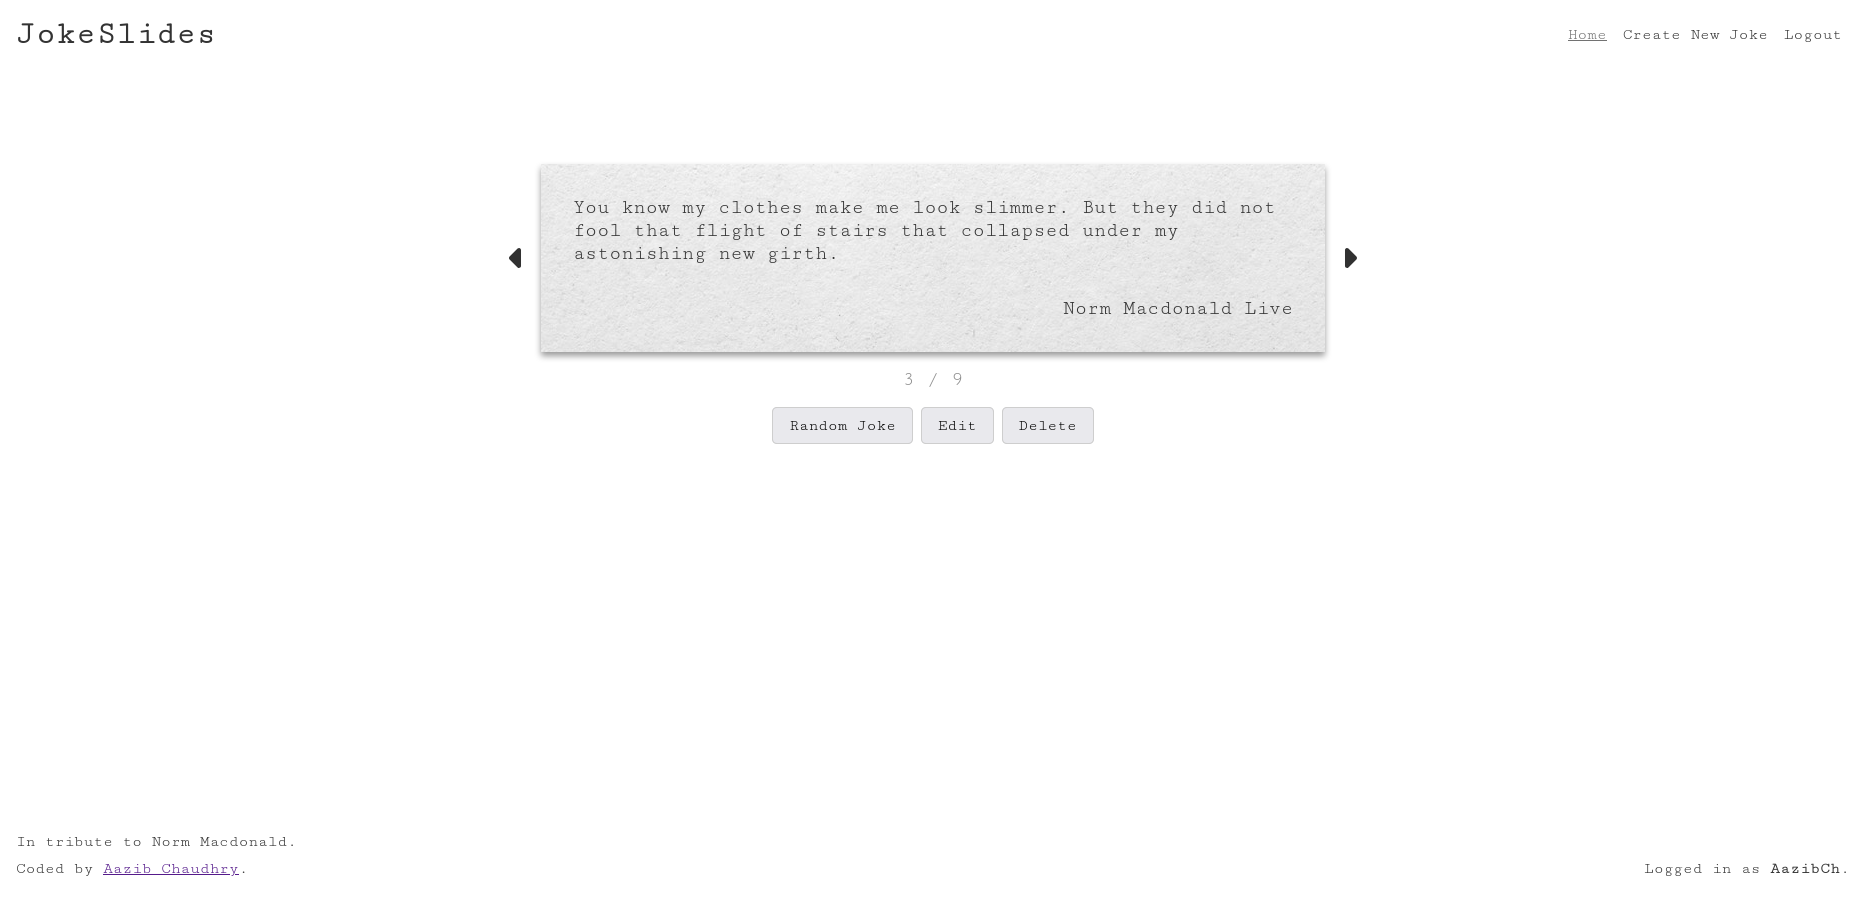 JokeSlides
Home Create New Joke Logout
You know my clothes make me look slimmer. But they did not
fool that flight of stairs that collapsed under my
astonishing new girth.
Norm Macdonald Live
3 / 9
Random Joke Edit Delete
In tribute to Norm Macdonald.
Coded by Aazib Chaudhry.
Logged in as AazibCh.